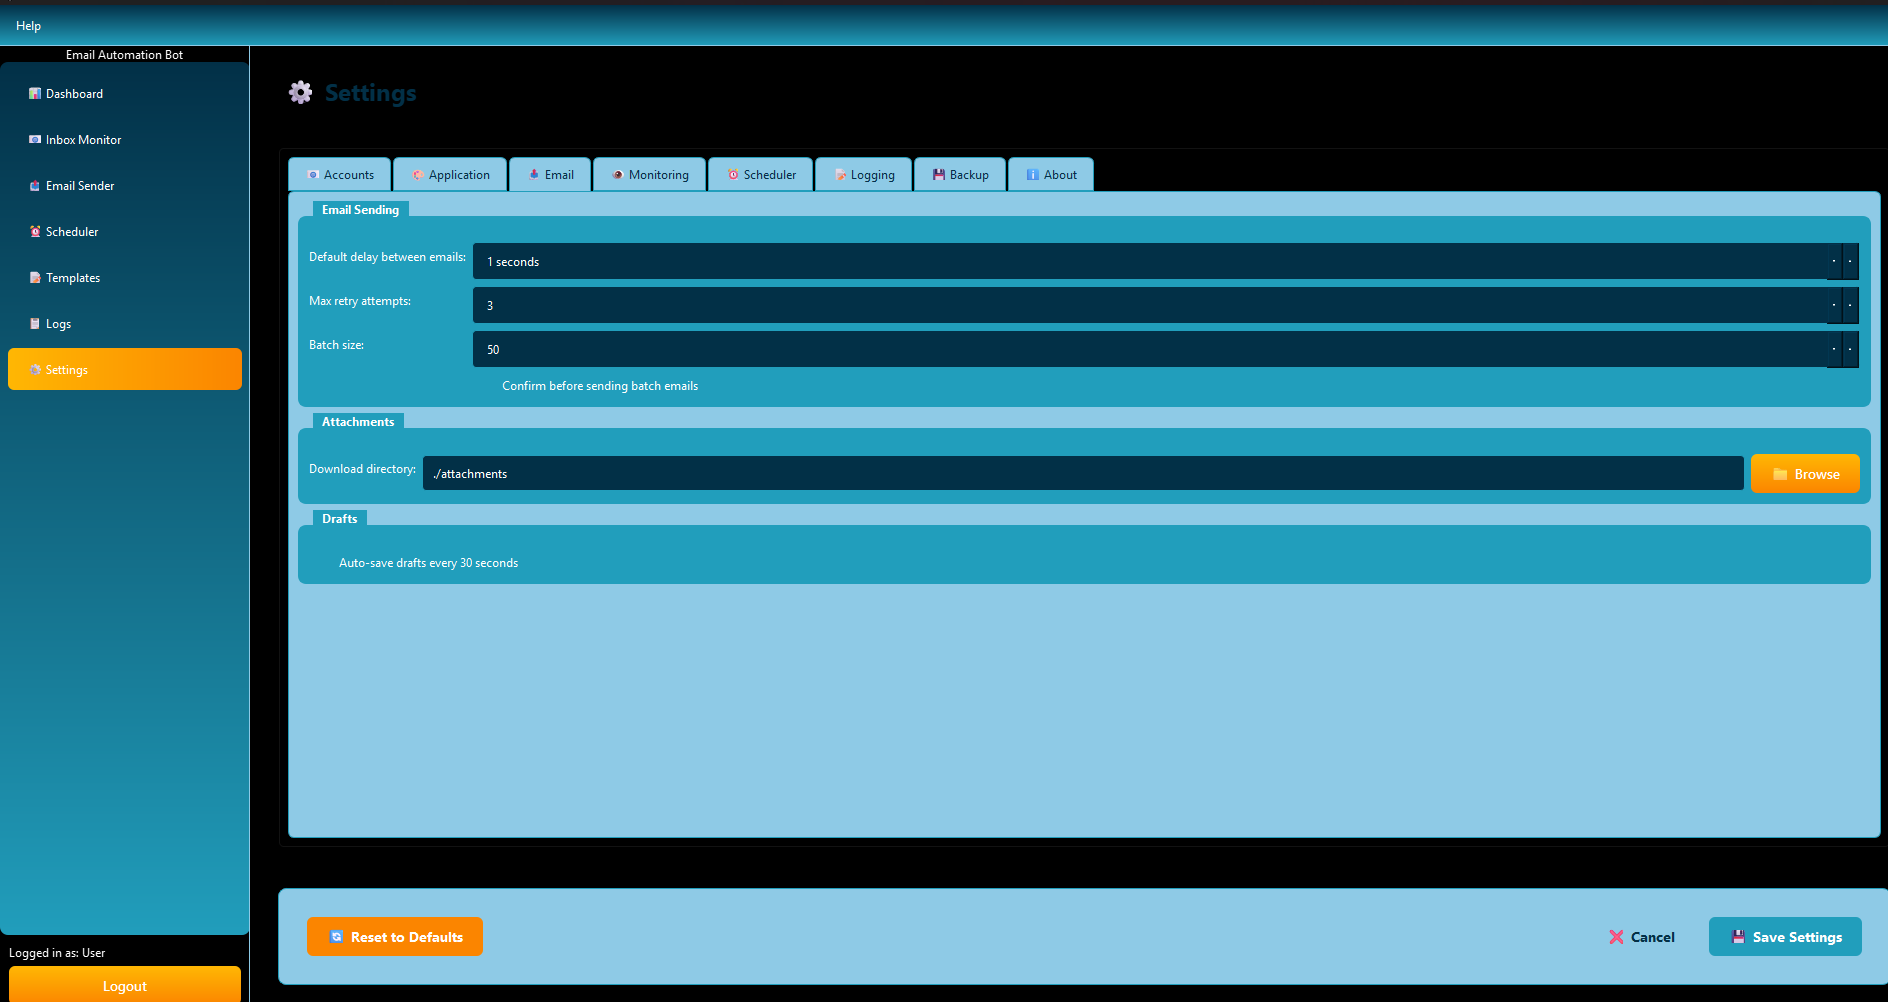 Help
Email Automation Bot
Dashboard
Inbox Monitor
Email Sender
Scheduler
Templates
Logs
Settings
Logged in as: User
Logout
Settings
Accounts Application Email Monitoring Scheduler Logging Backup About
Email Sending
Default delay between emails: 1 seconds
Max retry attempts: 3
Batch size: 50
Confirm before sending batch emails
Attachments
Download directory: ./attachments Browse
Drafts
Auto-save drafts every 30 seconds
Reset to Defaults Cancel Save Settings